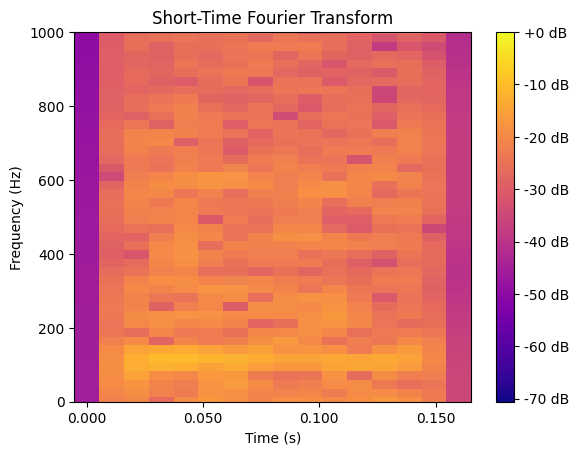 Short-Time Fourier Transform
1000
800
600
400
200
0
Frequency (Hz)
0.000
0.050
0.100
0.150
Time (s)
+0 dB
-10 dB
-20 dB
-30 dB
-40 dB
-50 dB
-60 dB
-70 dB